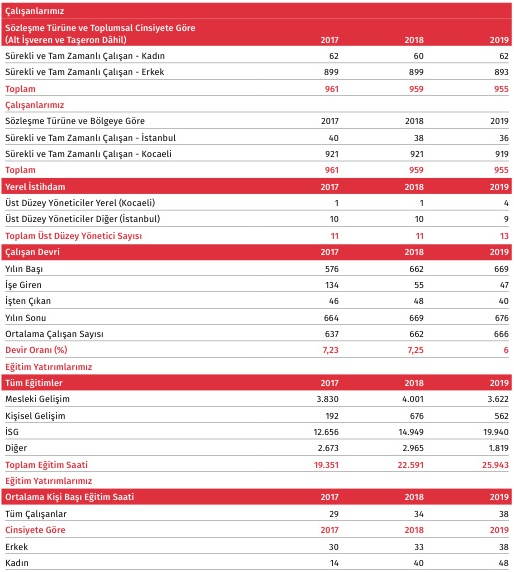 Çalışanlarımız
Sözleşme Türüne ve Toplumsal Cinsiyete Göre
(Alt İşveren ve Taşeron Dâhil) 2017 2018 2019
Sürekli ve Tam Zamanlı Çalışan - Kadın 62 60 62
Sürekli ve Tam Zamanlı Çalışan - Erkek 899 899 893
Toplam 961 959 955
Çalışanlarımız
Sözleşme Türüne ve Bölgeye Göre 2017 2018 2019
Sürekli ve Tam Zamanlı Çalışan - İstanbul 40 38 36
Sürekli ve Tam Zamanlı Çalışan - Kocaeli 921 921 919
Toplam 961 959 955
Yerel İstihdam 2017 2018 2019
Üst Düzey Yöneticiler Yerel (Kocaeli) 1 1 4
Üst Düzey Yöneticiler Diğer (İstanbul) 10 10 9
Toplam Üst Düzey Yönetici Sayısı 11 11 13
Çalışan Devri 2017 2018 2019
Yılın Başı 576 662 669
İşe Giren 134 55 47
İşten Çıkan 46 48 40
Yılın Sonu 664 669 676
Ortalama Çalışan Sayısı 637 662 666
Devir Oranı (%) 7,23 7,25 6
Eğitim Yatırımlarımız
Tüm Eğitimler 2017 2018 2019
Mesleki Gelişim 3.830 4.001 3.622
Kişisel Gelişim 192 676 562
İSG 12.656 14.949 19.940
Diğer 2.673 2.965 1.819
Toplam Eğitim Saati 19.351 22.591 25.943
Eğitim Yatırımlarımız
Ortalama Kişi Başı Eğitim Saati 2017 2018 2019
Tüm Çalışanlar 29 34 38
Cinsiyete Göre 2017 2018 2019
Erkek 30 33 38
Kadın 14 40 48